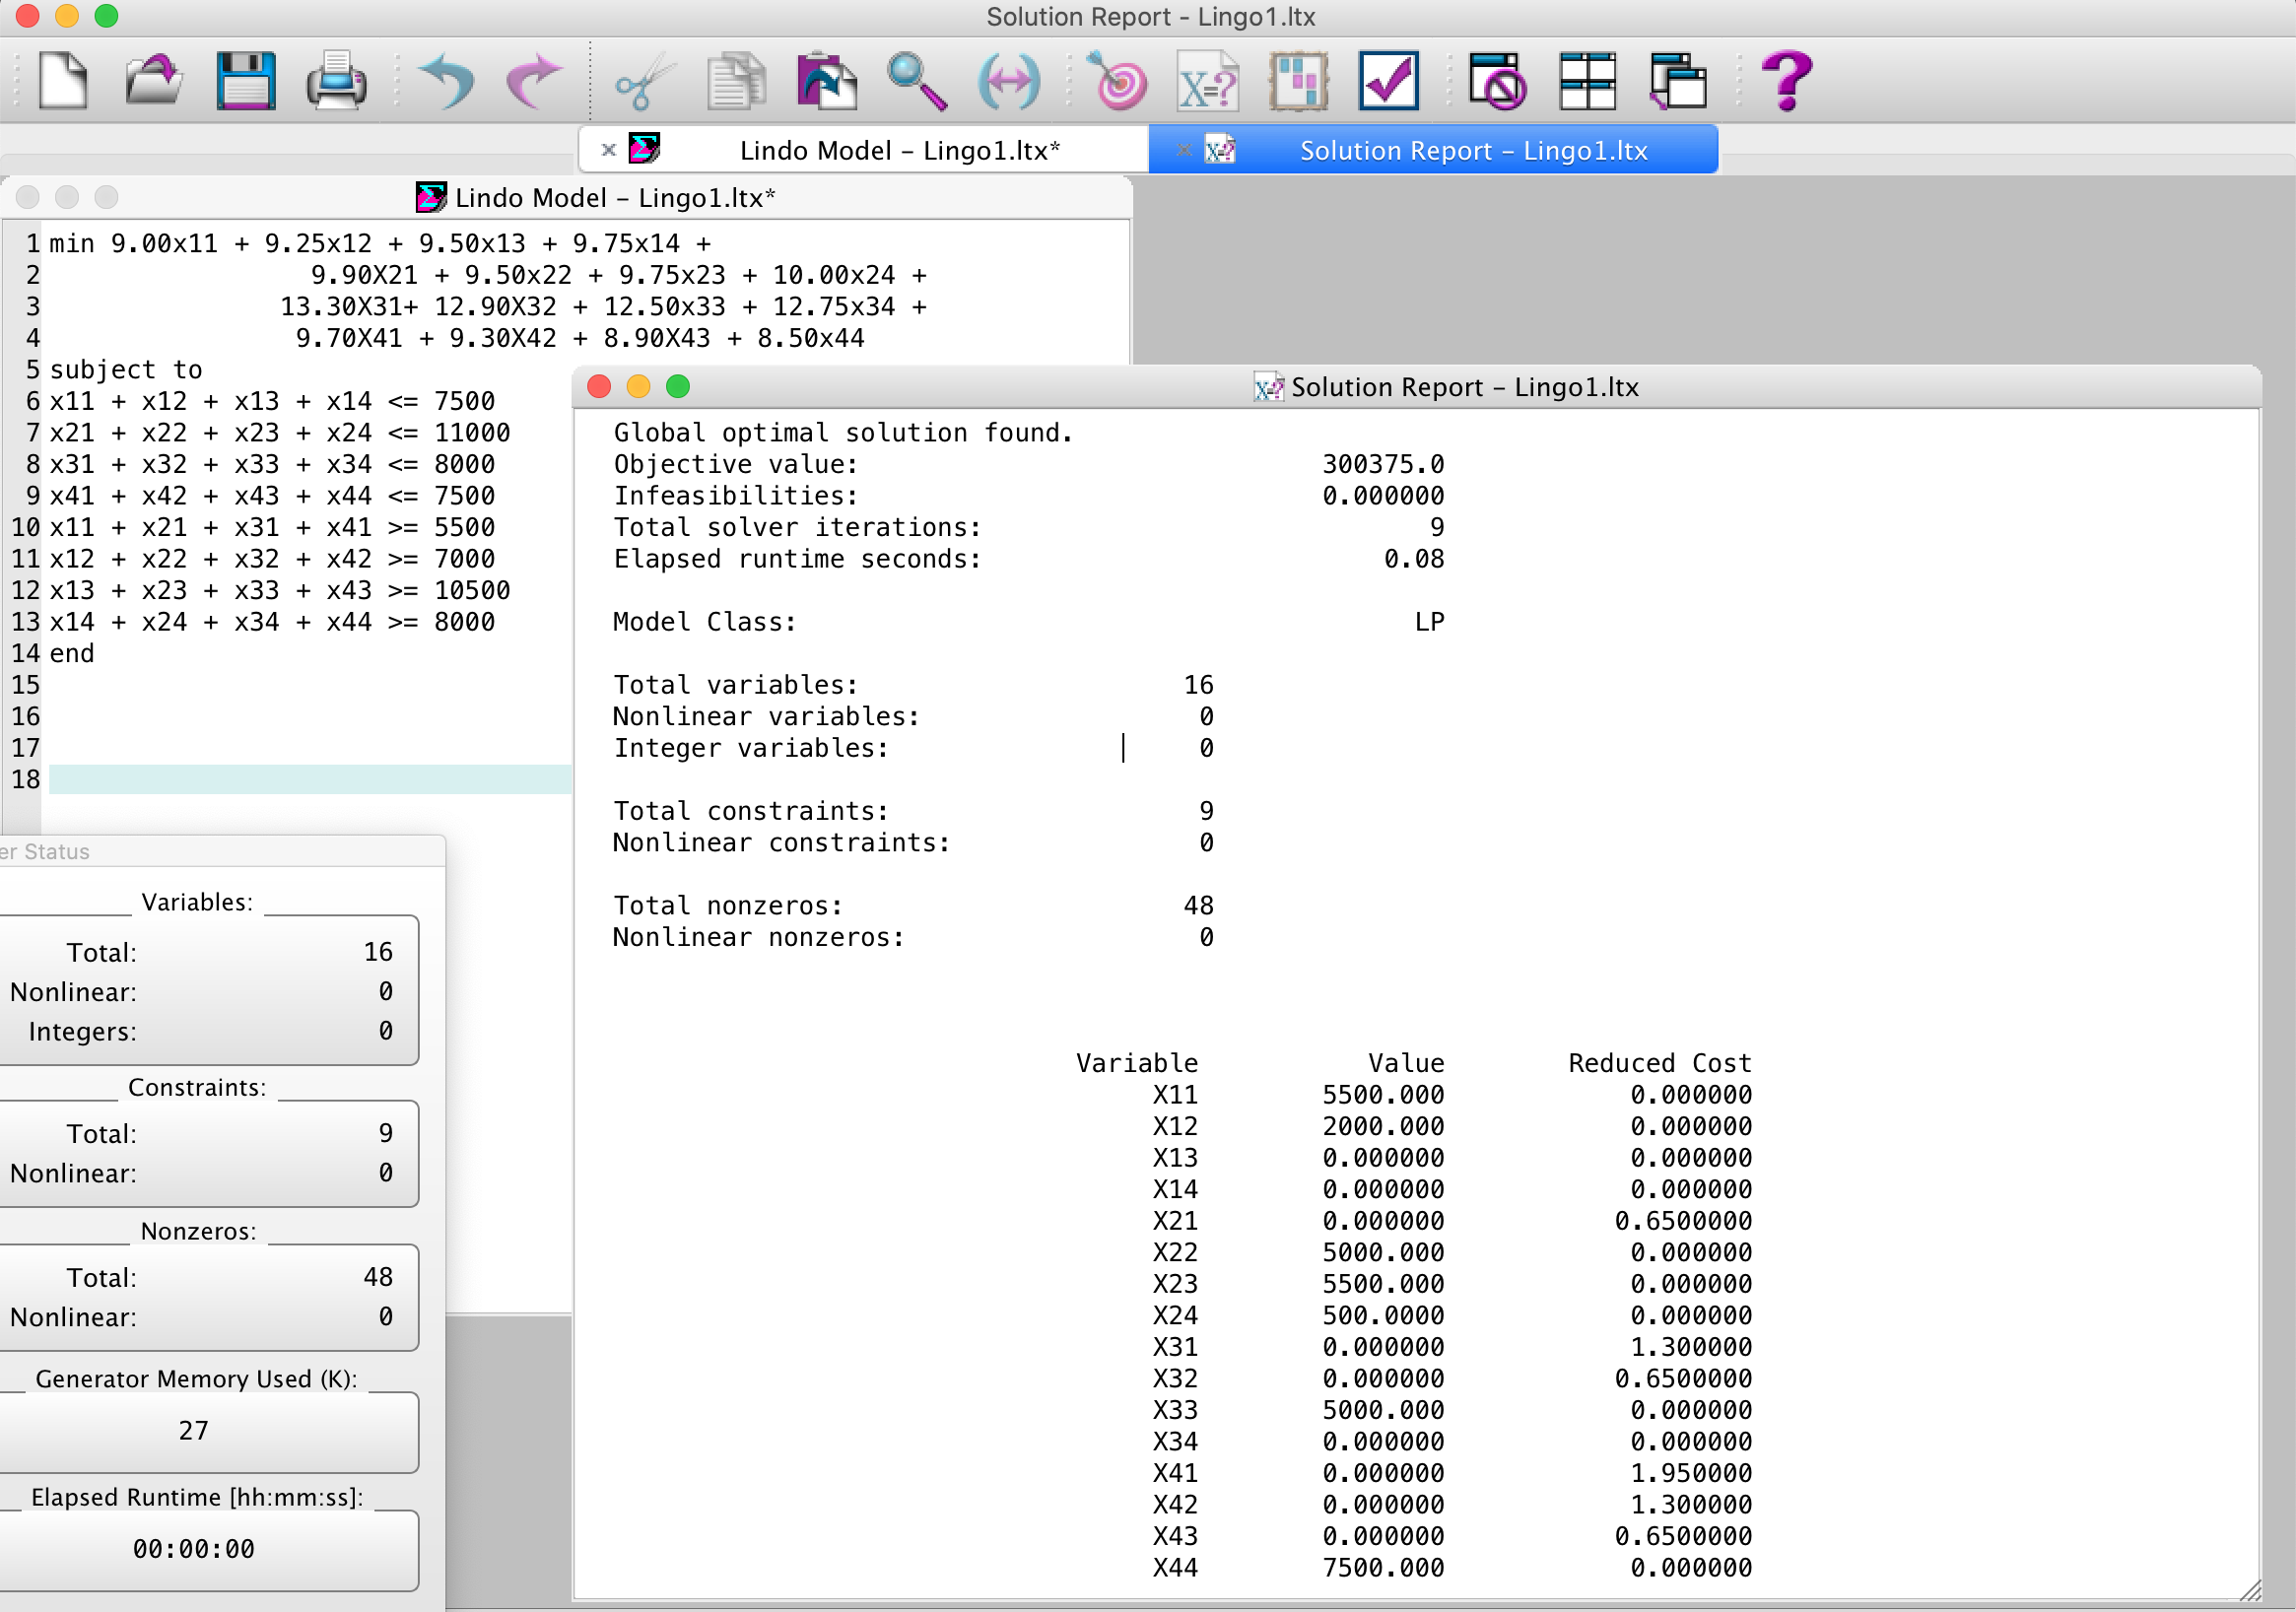 Solution Report - Lingo1.ltx
Lindo Model - Lingo1.ltx*
Solution Report - Lingo1.ltx
Lindo Model - Lingo1.ltx*
1 min 9.00x11 + 9.25x12 + 9.50x13 + 9.75x14 +
2 9.90X21 + 9.50x22 + 9.75x23 + 10.00x24 +
3 13.30X31+ 12.90X32 + 12.50x33 + 12.75x34 +
4 9.70X41 + 9.30X42 + 8.90X43 + 8.50x44
5 subject to
6 x11 + x12 + x13 + x14 <= 7500
7 x21 + x22 + x23 + x24 <= 11000
8 x31 + x32 + x33 + x34 <= 8000
9 x41 + x42 + x43 + x44 <= 7500
10 x11 + x21 + x31 + x41 >= 5500
11 x12 + x22 + x32 + x42 >= 7000
12 x13 + x23 + x33 + x43 >= 10500
13 x14 + x24 + x34 + x44 >= 8000
14 end
15
16
17
18
er Status
Variables:
Total: 16
Nonlinear: 0
Integers: 0
Constraints:
Total: 9
Nonlinear: 0
Nonzeros:
Total: 48
Nonlinear: 0
Generator Memory Used (K):
27
Elapsed Runtime [hh:mm:ss]:
00:00:00
Solution Report - Lingo1.ltx
Global optimal solution found.
Objective value: 300375.0
Infeasibilities: 0.000000
Total solver iterations: 9
Elapsed runtime seconds: 0.08
Model Class: LP
Total variables: 16
Nonlinear variables: 0
Integer variables: 0
Total constraints: 9
Nonlinear constraints: 0
Total nonzeros: 48
Nonlinear nonzeros: 0
Variable Value Reduced Cost
X11 5500.000 0.000000
X12 2000.000 0.000000
X13 0.000000 0.000000
X14 0.000000 0.000000
X21 0.000000 0.6500000
X22 5000.000 0.000000
X23 5500.000 0.000000
X24 500.0000 0.000000
X31 0.000000 1.300000
X32 0.000000 0.6500000
X33 5000.000 0.000000
X34 0.000000 0.000000
X41 0.000000 1.950000
X42 0.000000 1.300000
X43 0.000000 0.6500000
X44 7500.000 0.000000